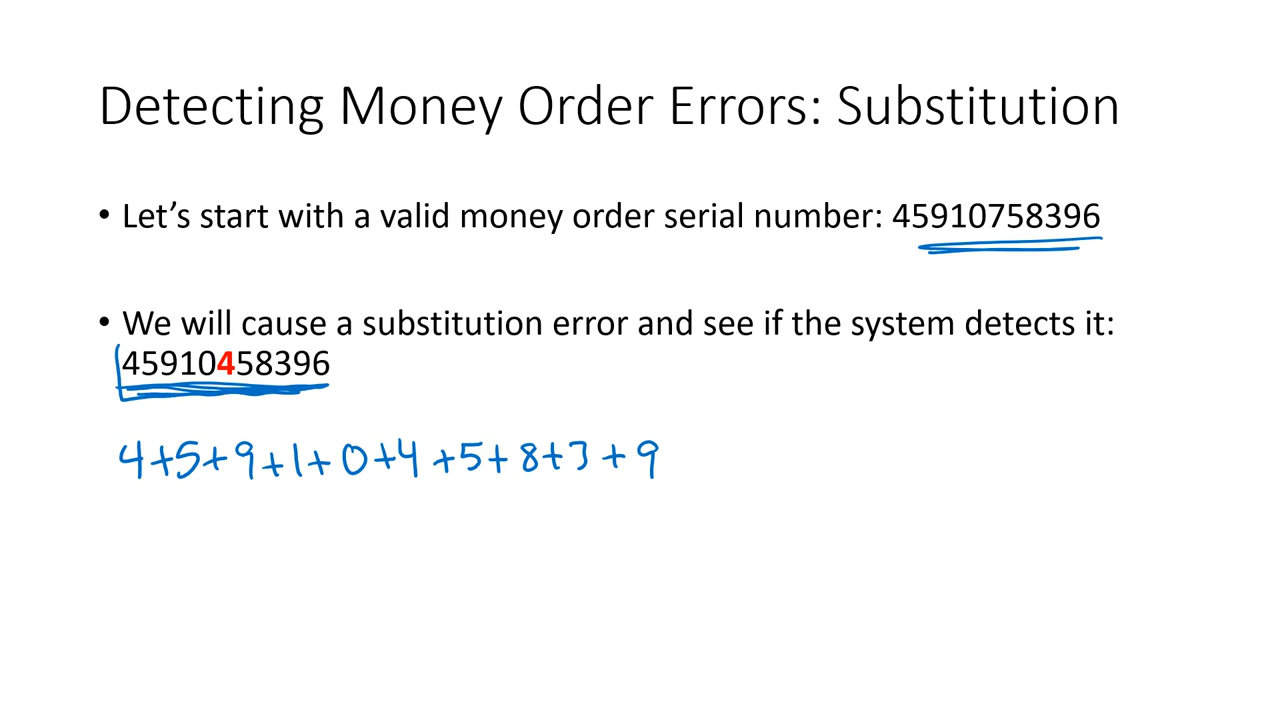 Detecting Money Order Errors: Substitution
• Let’s start with a valid money order serial number: 45910758396
• We will cause a substitution error and see if the system detects it:
45910458396
4+5+9+1+0+4+5+8+3+9